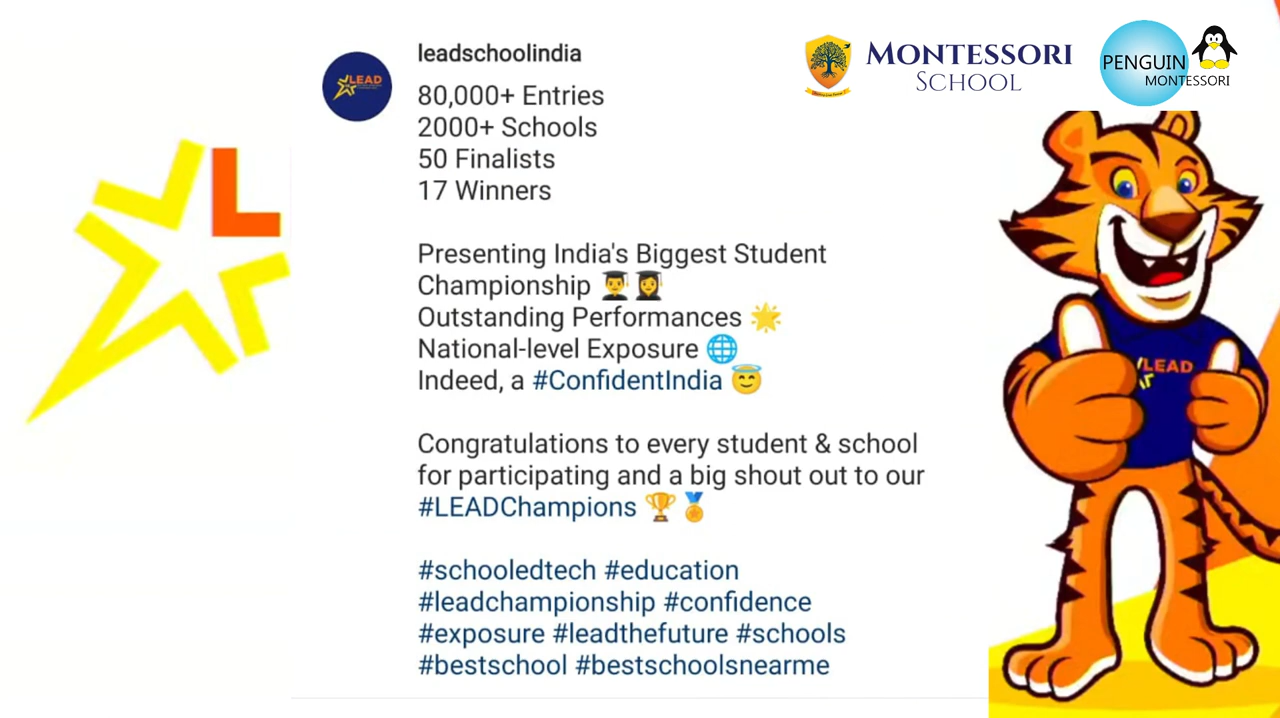 leadschoolindia
LEAD
80,000+ Entries
2000+ Schools
50 Finalists
17 Winners
Presenting India's Biggest Student
Championship 👨‍🎓👩‍🎓
Outstanding Performances 🌟
National-level Exposure 🌐
Indeed, a #ConfidentIndia 😇
Congratulations to every student & school
for participating and a big shout out to our
#LEADChampions 🏆🏅
#schooledtech #education
#leadchampionship #confidence
#exposure #leadthefuture #schools
#bestschool #bestschoolsnearme
MONTESSORI
SCHOOL
PENGUIN
MONTESSORI
L
LEAD